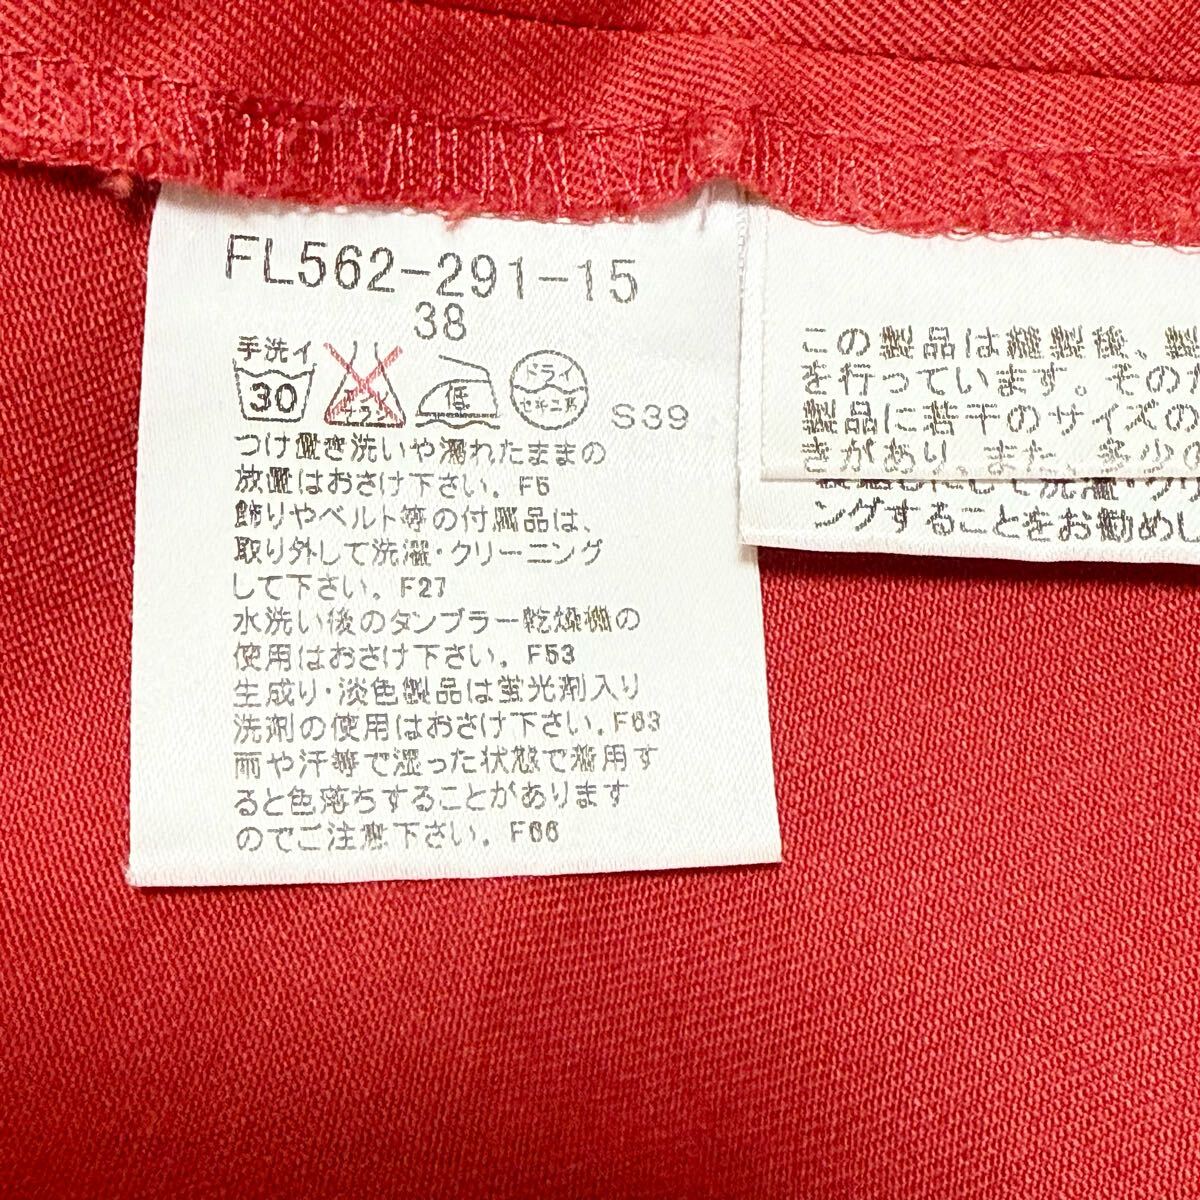 FL562-291-15
38
手洗イ
30
エンソ
サラシ
低
ドライ
セキユ系
S39
つけ置き洗いや濡れたままの
放置はおさけ下さい。F5
飾りやベルト等の付属品は、
取り外して洗濯・クリーニング
して下さい。F27
水洗い後のタンブラー乾燥機の
使用はおさけ下さい。F53
生成り・淡色製品は蛍光剤入り
洗剤の使用はおさけ下さい。F63
雨や汗等で湿った状態で着用す
ると色落ちすることがあります
のでご注意下さい。F66
この製品は縫製後、製
を行っています。そのた
製品に若干のサイズの
きがあり、また、多少の
ングすることをお勧めし